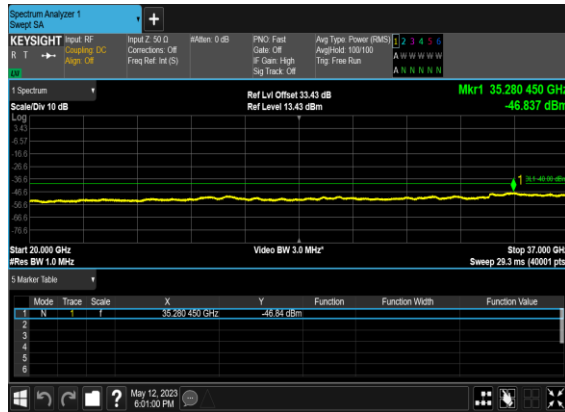 Spectrum Analyzer 1
Swept SA
KEYSIGHT Input: RF Input Z: 50 Ω #Atten: 0 dB PNO: Fast Avg Type: Power (RMS) 1 2 3 4 5 6
R T Coupling: DC Corrections: Off Gate: Off Avg|Hold: 100/100 A W W W W W
Align: Off Freq Ref: Int (S) IF Gain: High Trig: Free Run
LW Sig Track: Off A N N N N N
1 Spectrum Ref Lvl Offset 33.43 dB Mkr1 35.280 450 GHz
Scale/Div 10 dB Ref Level 13.43 dBm -46.837 dBm
Log
3.43
-6.57
-16.6
-26.6
-36.6
-46.6
-56.6
-66.6
-76.6
1
Start 20.000 GHz Video BW 3.0 MHz* Stop 37.000 GHz
#Res BW 1.0 MHz Sweep 29.3 ms (40001 pts)
5 Marker Table
Mode Trace Scale X Y Function Function Width Function Value
1 N 1 f 35.280 450 GHz -46.84 dBm
2
3
4
5
6
May 12, 2023
6:01:00 PM